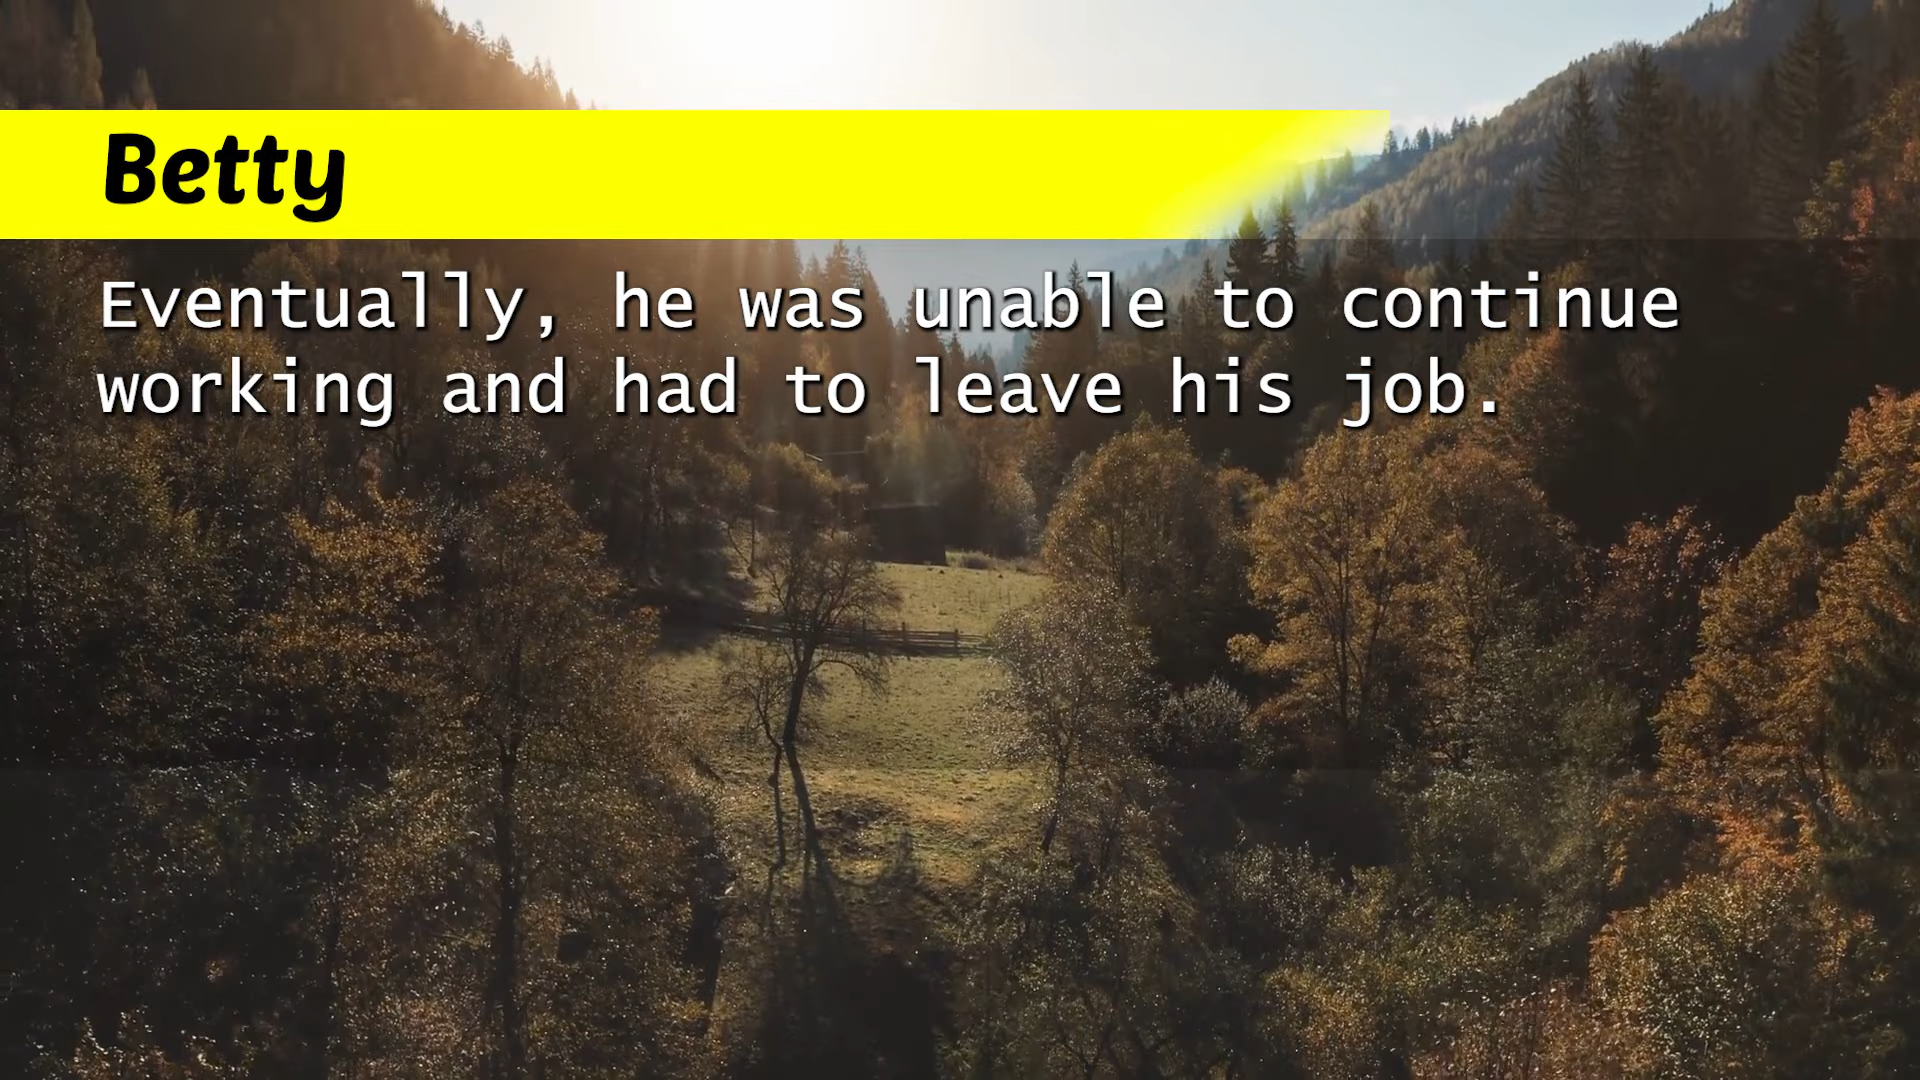 Betty
Eventually, he was unable to continue
working and had to leave his job.